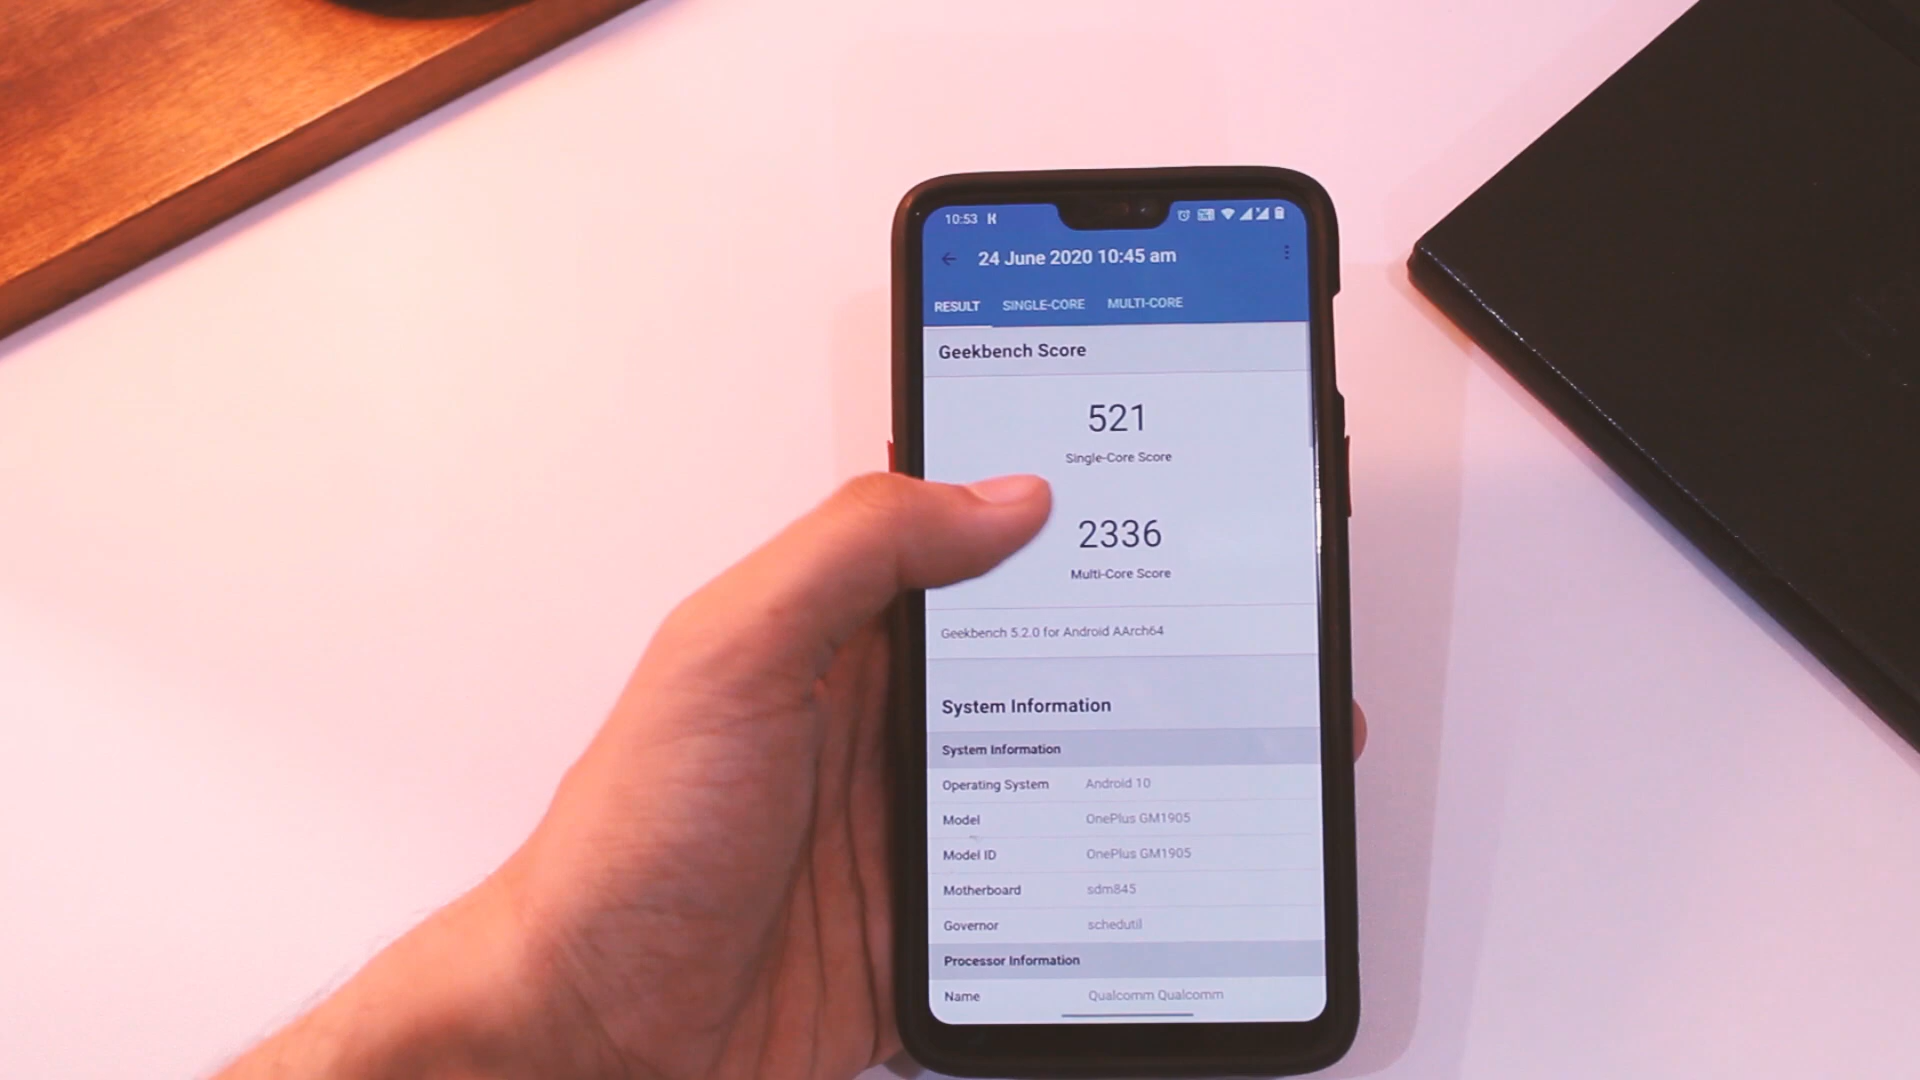 10:53
24 June 2020 10:45 am
RESULT SINGLE-CORE MULTI-CORE
Geekbench Score
521
Single-Core Score
2336
Multi-Core Score
Geekbench 5.2.0 for Android AArch64
System Information
System Information
Operating System Android 10
Model OnePlus GM1905
Model ID OnePlus GM1905
Motherboard sdm845
Governor schedutil
Processor Information
Name Qualcomm Qualcomm